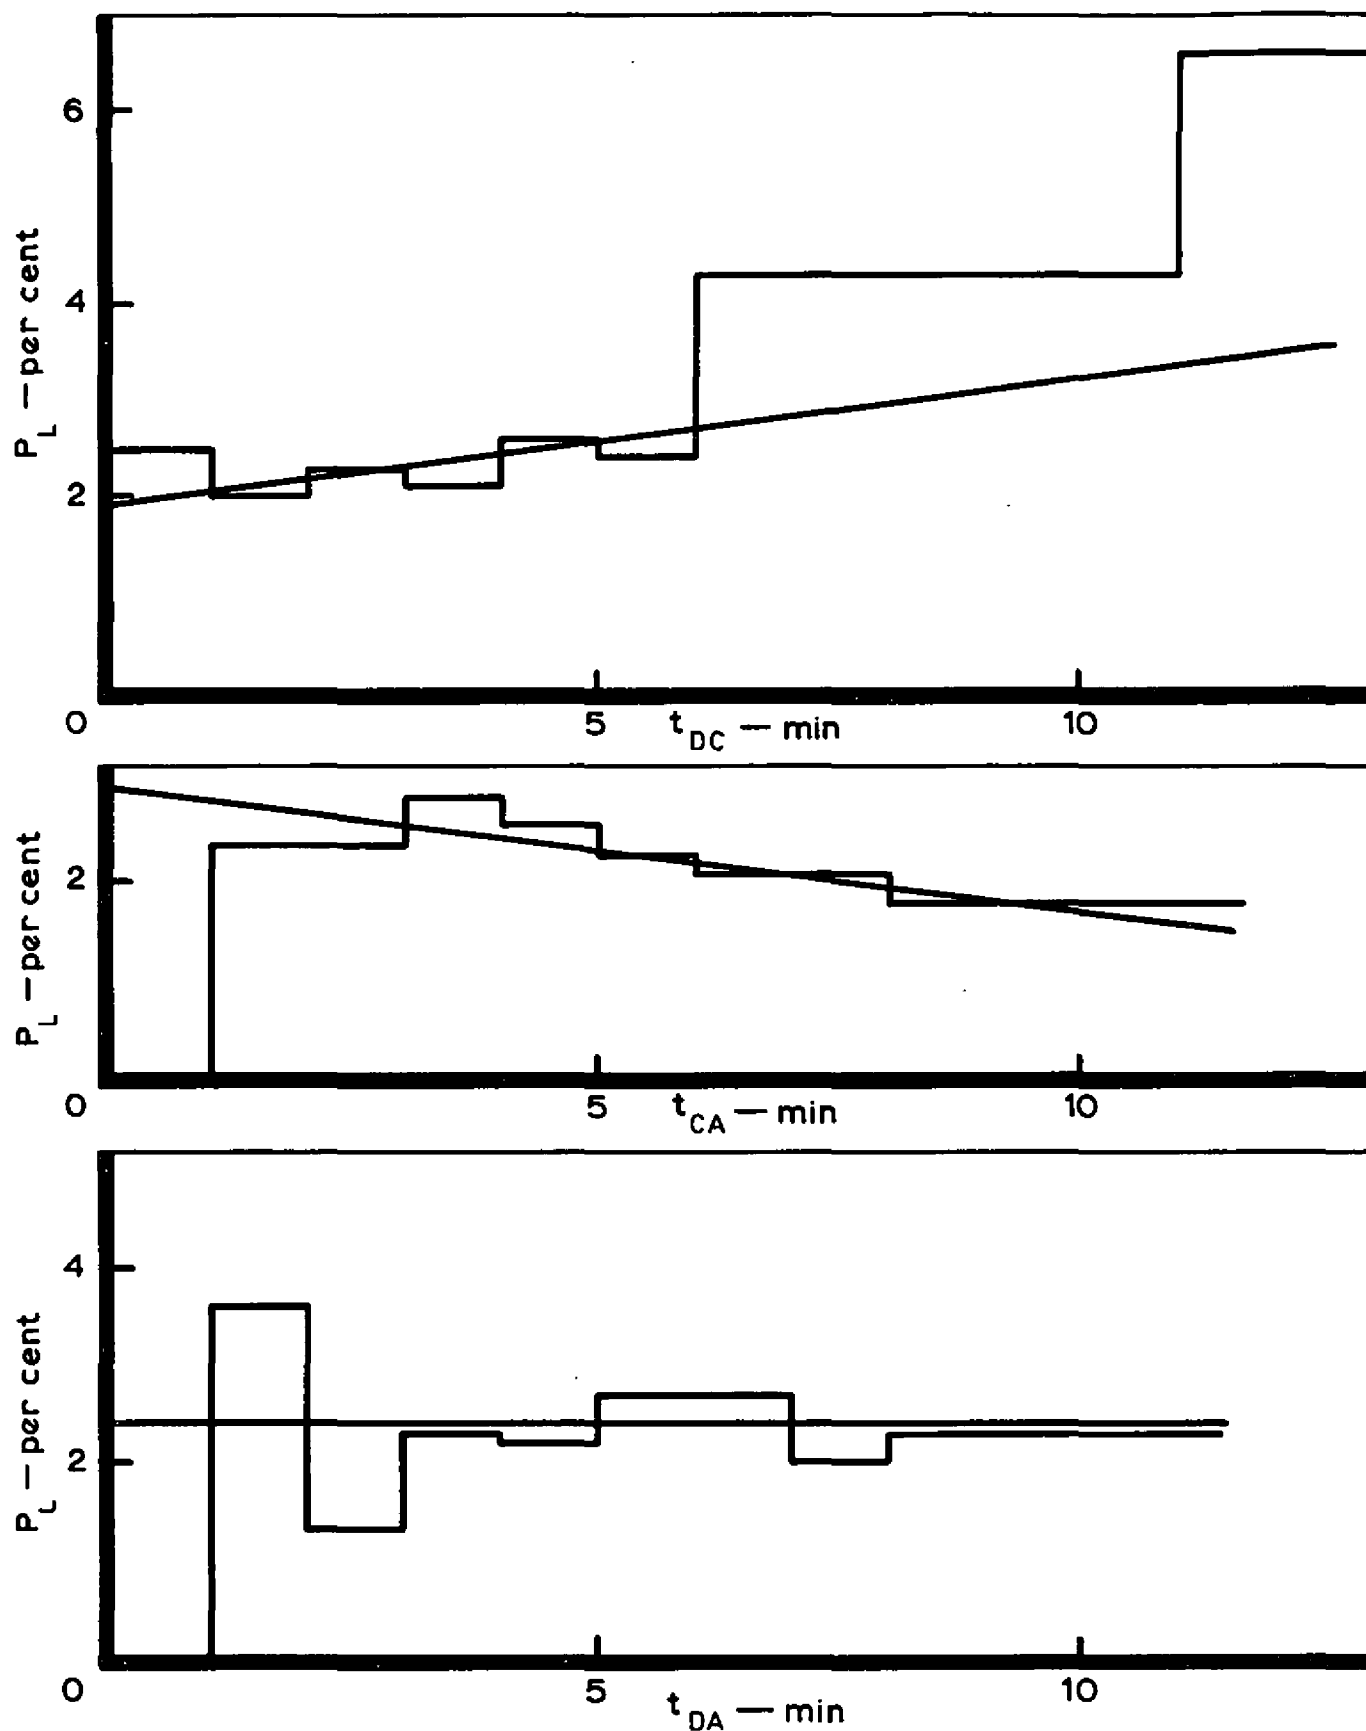 6
4
2
P_L — per cent
0 5 t_DC — min 10
2
P_L — per cent
0 5 t_CA — min 10
4
2
P_L — per cent
0 5 t_DA — min 10